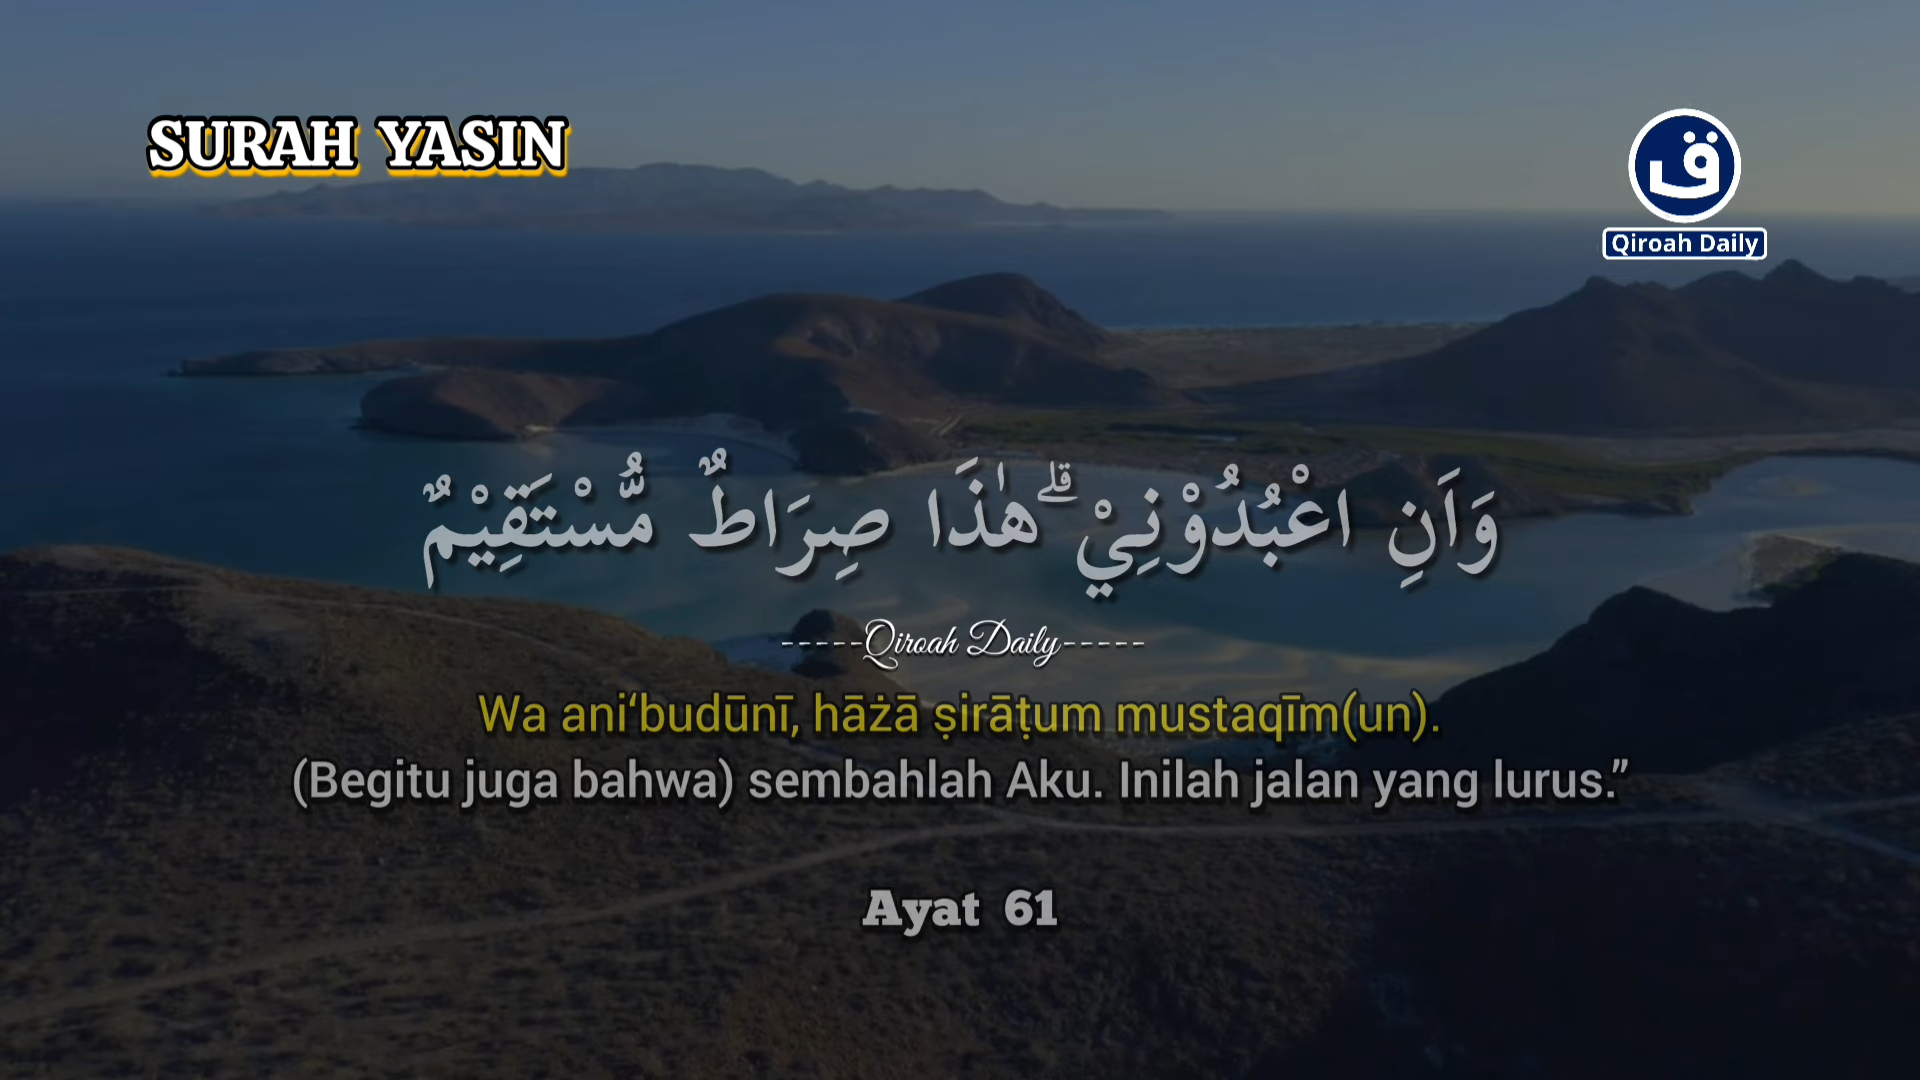 SURAH YASIN
ق
Qiroah Daily
وَاَنِ اعْبُدُوْنِيْ ۗهٰذَا صِرَاطٌ مُّسْتَقِيْمٌ
-----Qiroah Daily-----
Wa ani‘budūnī, hāżā ṣirāṭum mustaqīm(un).
(Begitu juga bahwa) sembahlah Aku. Inilah jalan yang lurus.”
Ayat 61